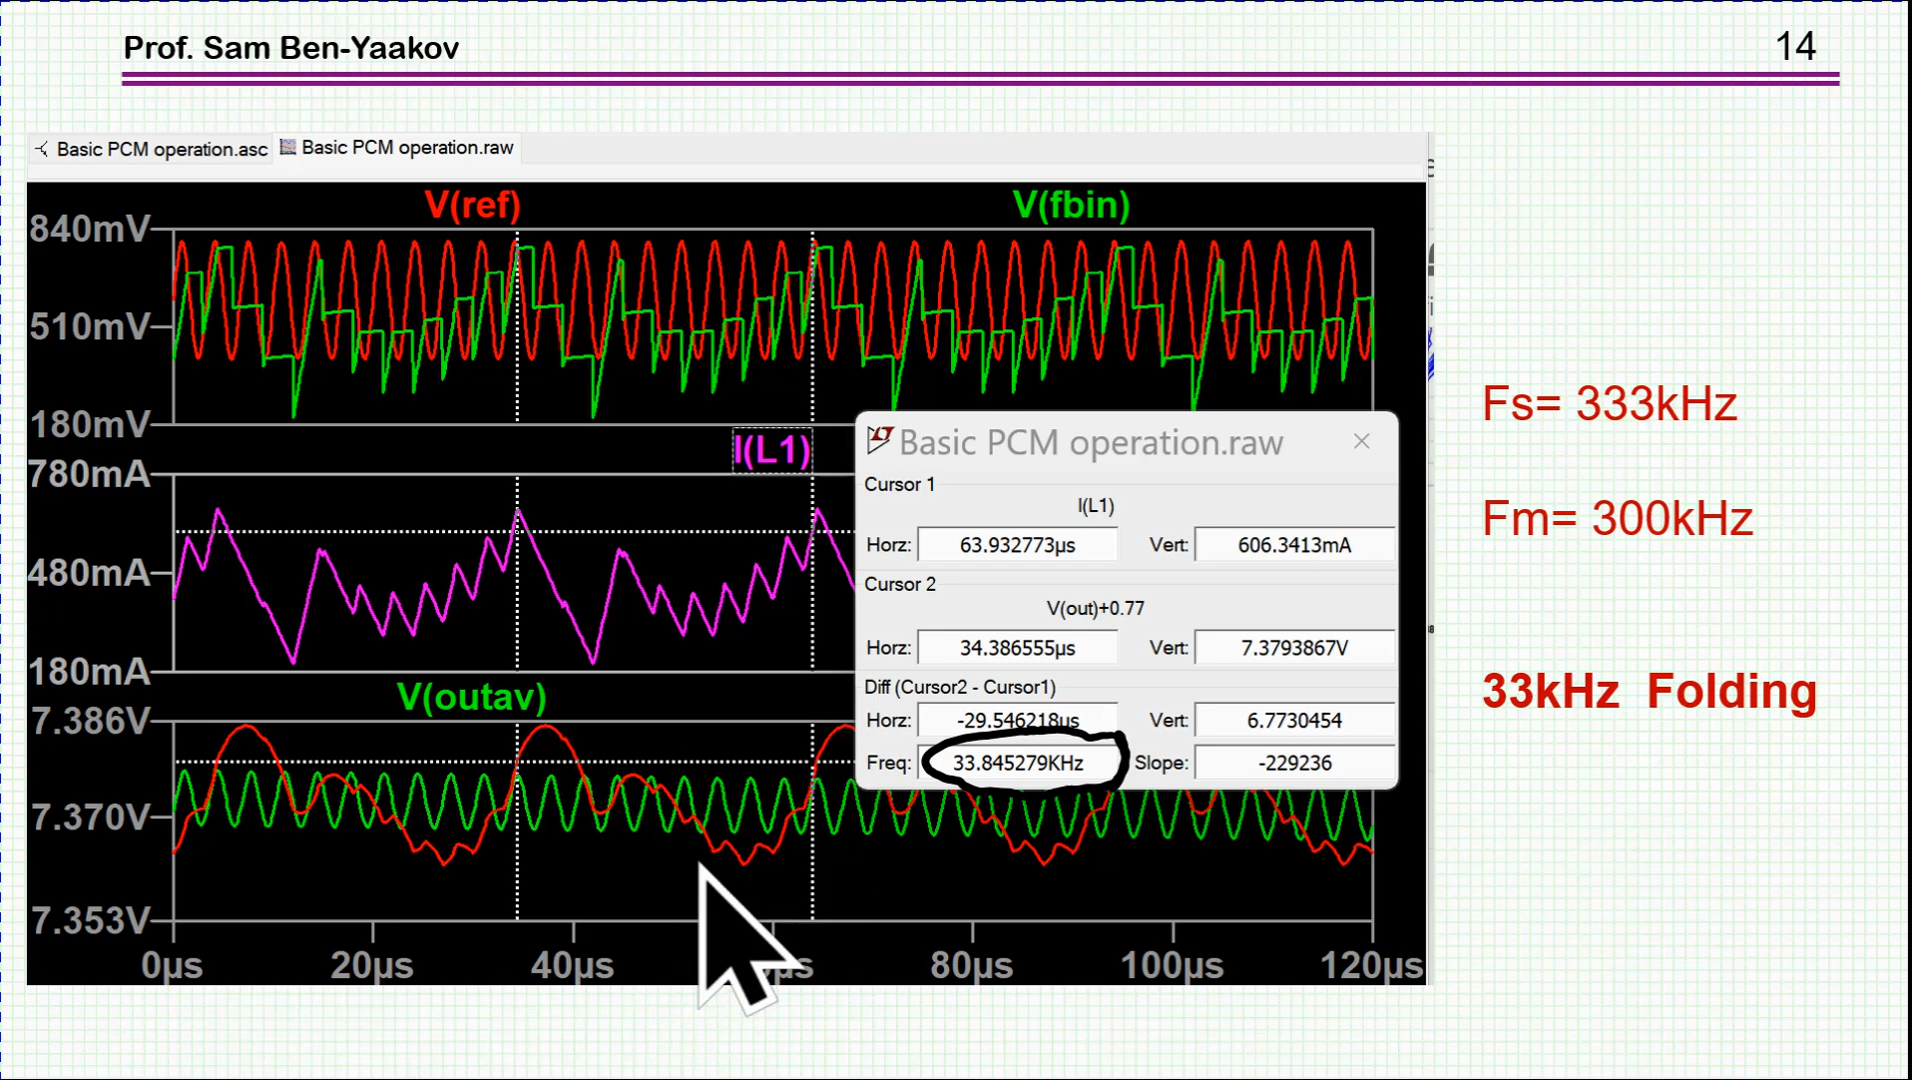 Prof. Sam Ben-Yaakov
14
Basic PCM operation.asc
Basic PCM operation.raw
V(ref)
V(fbin)
840mV
510mV
180mV
I(L1)
780mA
480mA
180mA
V(outav)
7.386V
7.370V
7.353V
0µs
20µs
40µs
80µs
100µs
120µs
Basic PCM operation.raw
Cursor 1
I(L1)
Horz: 63.932773µs Vert: 606.3413mA
Cursor 2
V(out)+0.77
Horz: 34.386555µs Vert: 7.3793867V
Diff (Cursor2 - Cursor1)
Horz: -29.546218µs Vert: 6.7730454
Freq: 33.845279KHz Slope: -229236
Fs= 333kHz
Fm= 300kHz
33kHz Folding